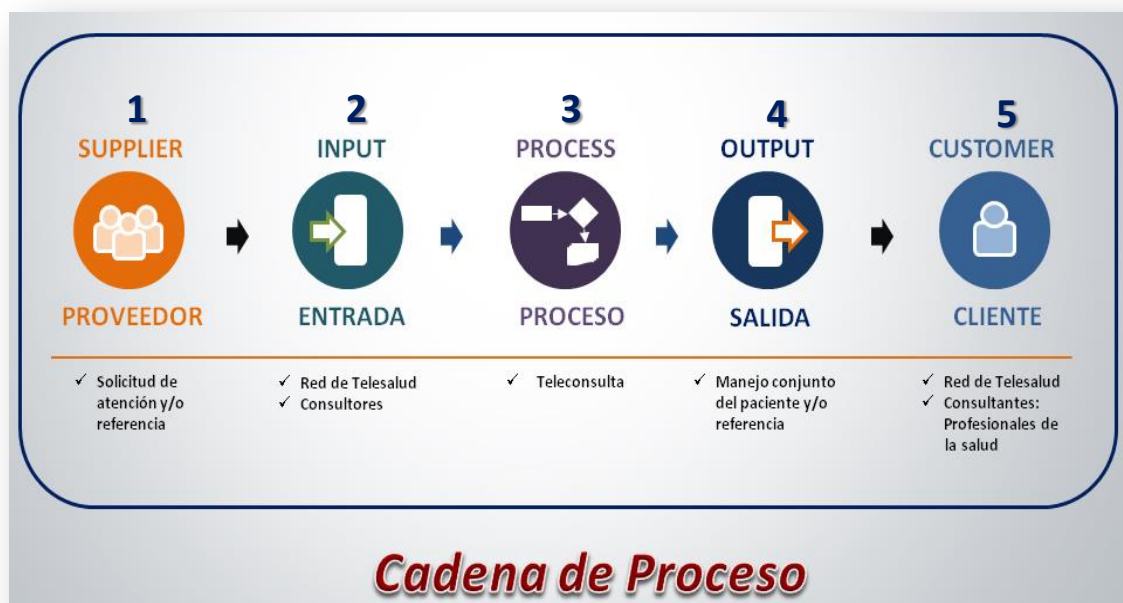 1
SUPPLIER
PROVEEDOR
✓ Solicitud de
atención y/o
referencia
2
INPUT
ENTRADA
✓ Red de Telesalud
✓ Consultores
3
PROCESS
PROCESO
✓ Teleconsulta
4
OUTPUT
SALIDA
✓ Manejo conjunto
del paciente y/o
referencia
5
CUSTOMER
CLIENTE
✓ Red de Telesalud
✓ Consultantes:
Profesionales de
la salud
Cadena de Proceso